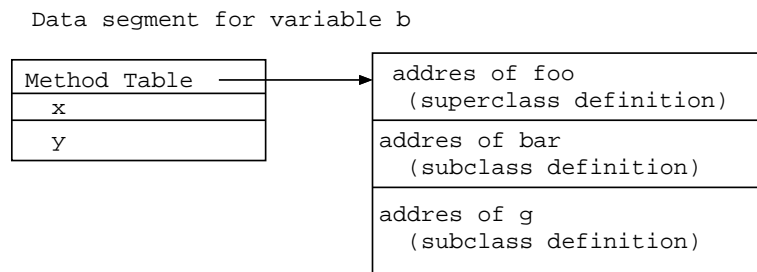 Data segment for variable b
Method Table
x
y
addres of foo
(superclass definition)
addres of bar
(subclass definition)
addres of g
(subclass definition)